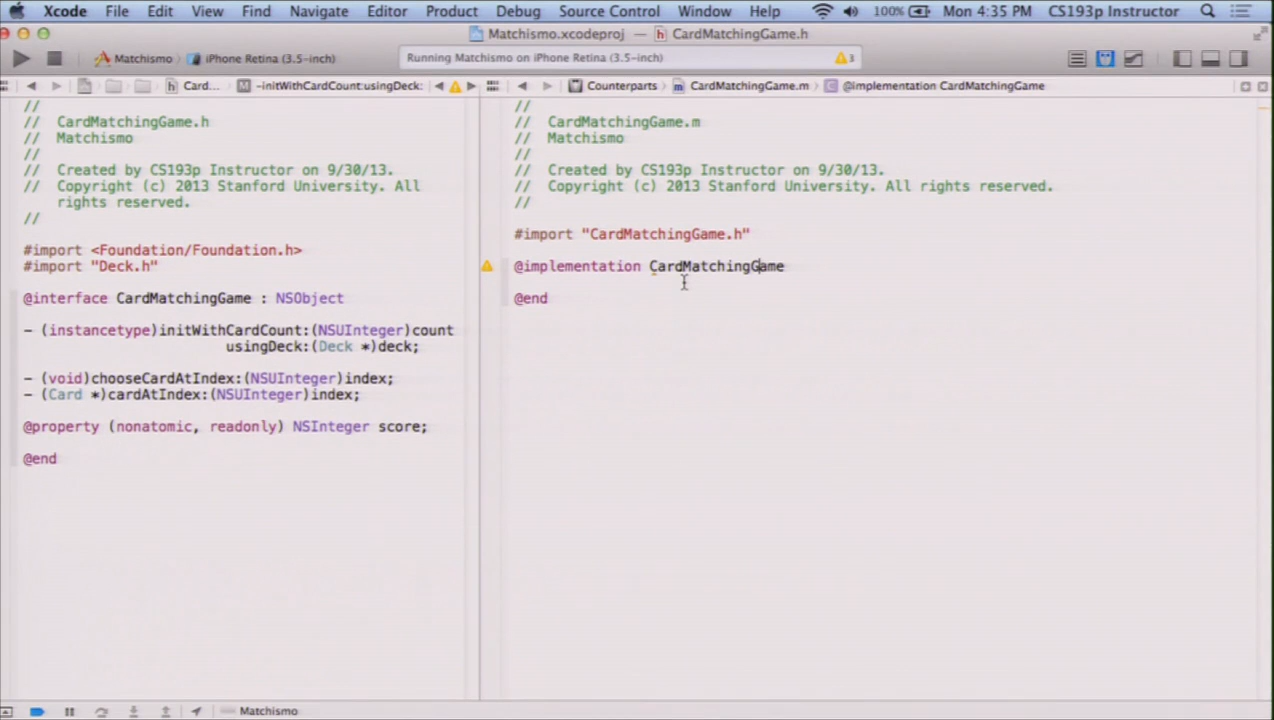 Xcode File Edit View Find Navigate Editor Product Debug Source Control Window Help 100% Mon 4:35 PM CS193p Instructor
Matchismo.xcodeproj — CardMatchingGame.h
Matchismo iPhone Retina (3.5-inch) Running Matchismo on iPhone Retina (3.5-inch) 3
Card... -initWithCardCount:usingDeck: Counterparts CardMatchingGame.m @implementation CardMatchingGame
//
// CardMatchingGame.h
// Matchismo
//
// Created by CS193p Instructor on 9/30/13.
// Copyright (c) 2013 Stanford University. All
rights reserved.
//
#import <Foundation/Foundation.h>
#import "Deck.h"
@interface CardMatchingGame : NSObject
- (instancetype)initWithCardCount:(NSUInteger)count
usingDeck:(Deck *)deck;
- (void)chooseCardAtIndex:(NSUInteger)index;
- (Card *)cardAtIndex:(NSUInteger)index;
@property (nonatomic, readonly) NSInteger score;
@end
//
// CardMatchingGame.m
// Matchismo
//
// Created by CS193p Instructor on 9/30/13.
// Copyright (c) 2013 Stanford University. All rights reserved.
//
#import "CardMatchingGame.h"
@implementation CardMatchingGame
@end
Matchismo